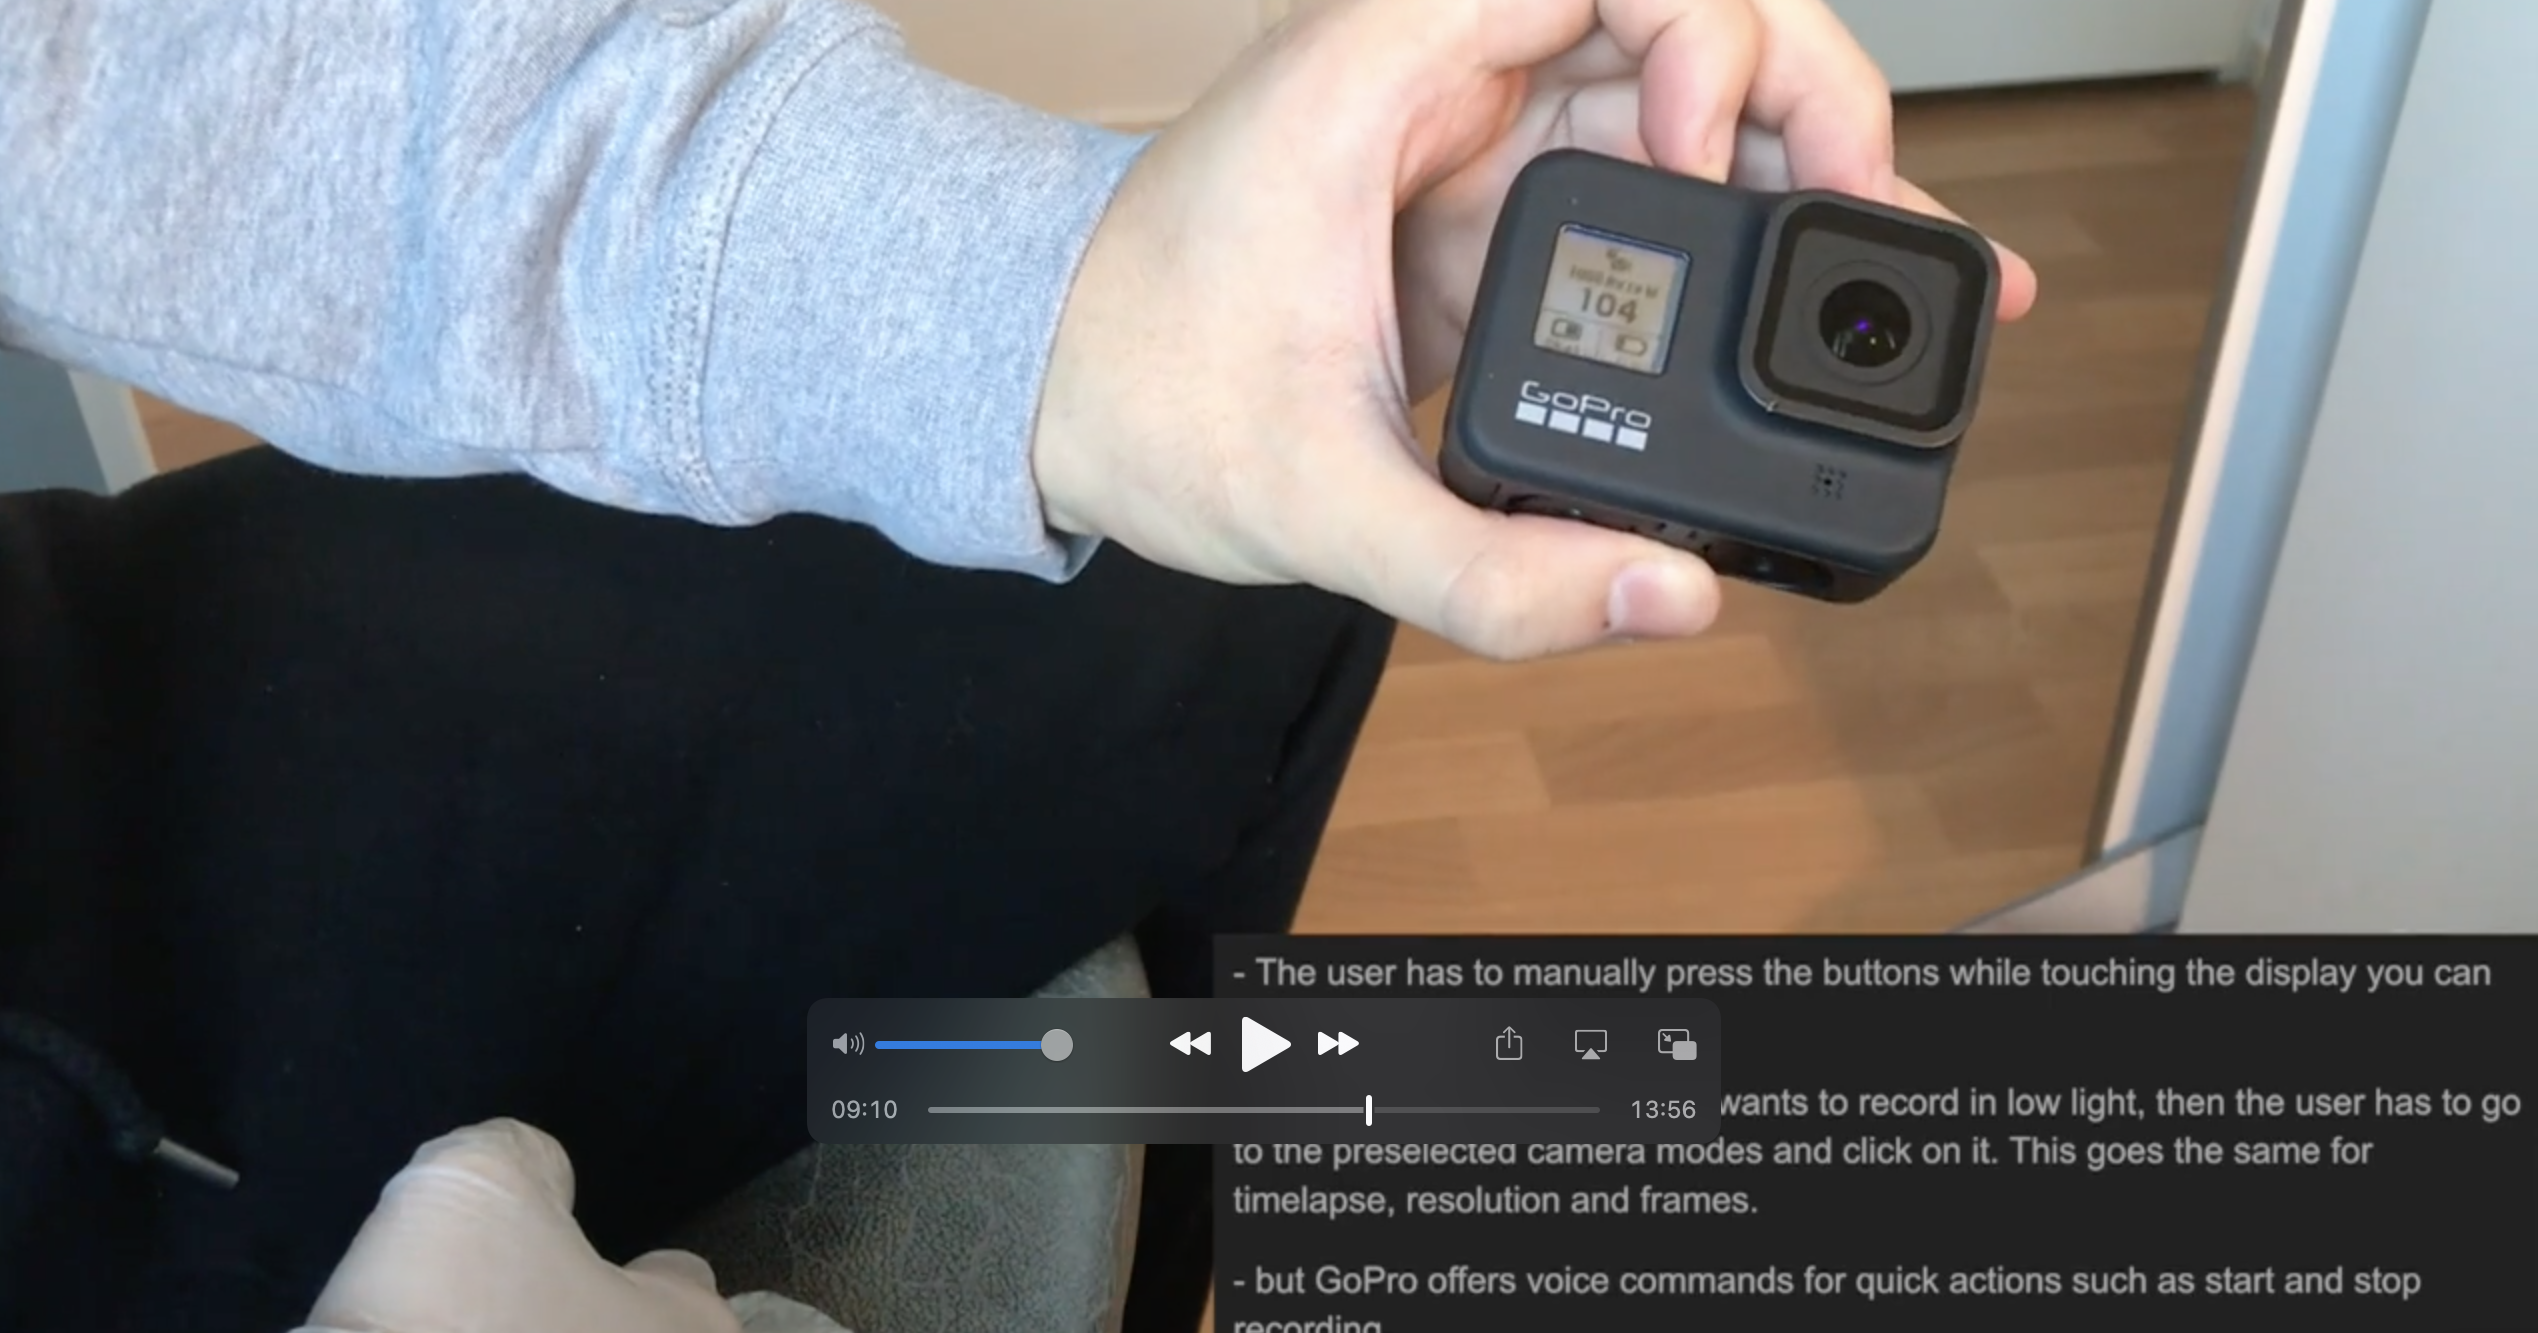 104
GoPro
- The user has to manually press the buttons while touching the display you can
09:10
13:56
wants to record in low light, then the user has to go
to the preselected camera modes and click on it. This goes the same for
timelapse, resolution and frames.
- but GoPro offers voice commands for quick actions such as start and stop
recording